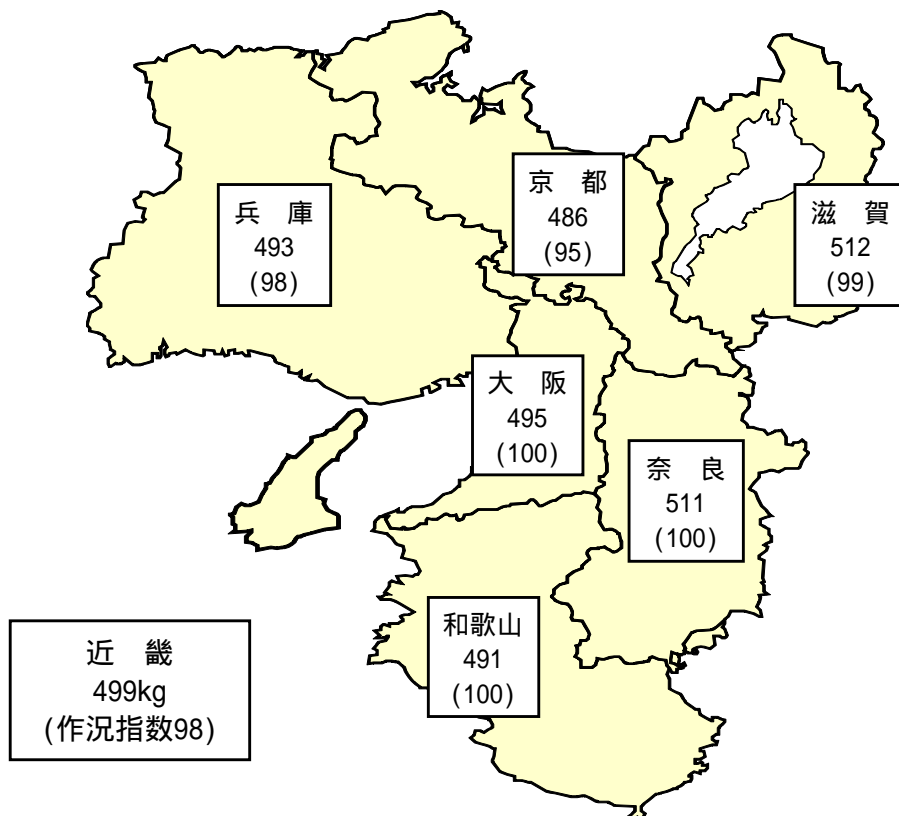 京 都
486
(95)
兵 庫
493
(98)
滋 賀
512
(99)
大 阪
495
(100)
奈 良
511
(100)
和歌山
491
(100)
近 畿
499kg
(作況指数98)